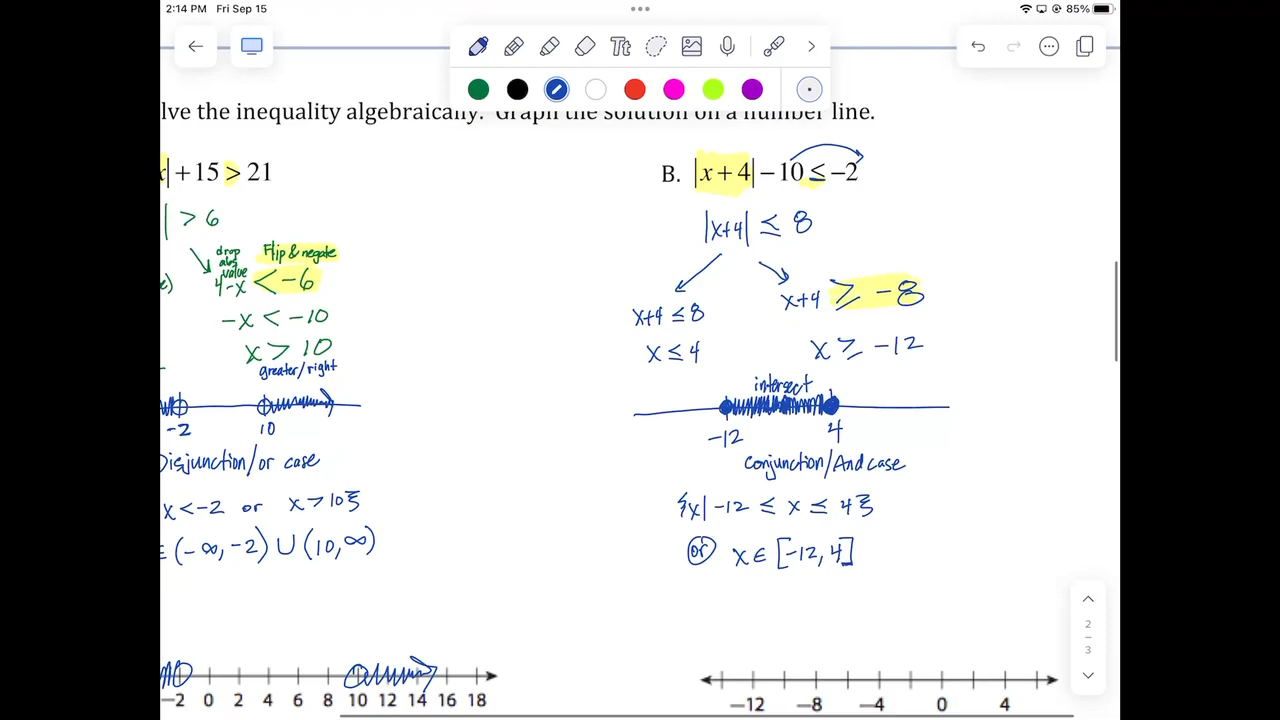 2:14 PM Fri Sep 15
85%
Tt
lve the inequality algebraically. Graph the solution on a number line.
x| + 15 > 21
| > 6
drop
abs
value
Flip & negate
4-x < -6
-x < -10
x > 10
greater/right
-2
10
Disjunction/or case
x < -2 or x > 10}
∈ (-∞, -2) ∪ (10, ∞)
-2 0 2 4 6 8 10 12 14 16 18
B. |x + 4| - 10 ≤ -2
|x+4| ≤ 8
x+4 ≤ 8
x ≤ 4
x+4 ≥ -8
x ≥ -12
intersect
-12
4
Conjunction/And case
{x| -12 ≤ x ≤ 4}
or x ∈ [-12, 4]
-12 -8 -4 0 4
2
3